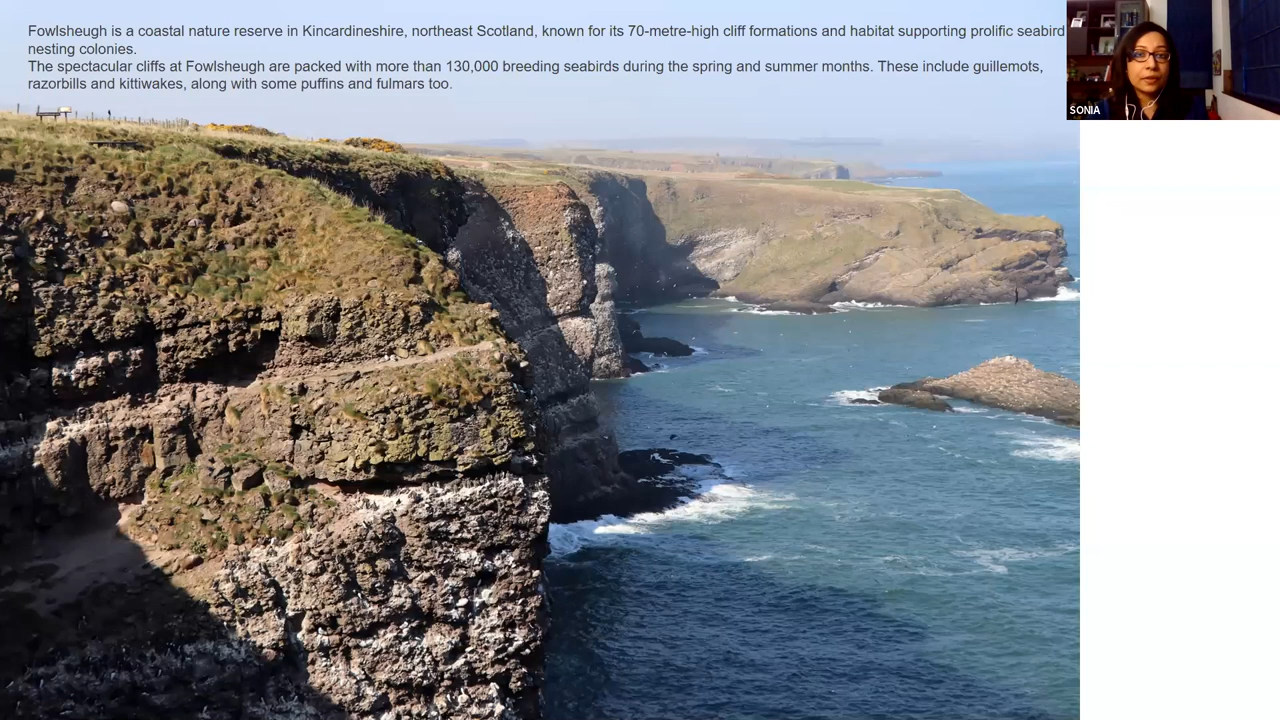 Fowlsheugh is a coastal nature reserve in Kincardineshire, northeast Scotland, known for its 70-metre-high cliff formations and habitat supporting prolific seabird
nesting colonies.
The spectacular cliffs at Fowlsheugh are packed with more than 130,000 breeding seabirds during the spring and summer months. These include guillemots,
razorbills and kittiwakes, along with some puffins and fulmars too.
SONIA